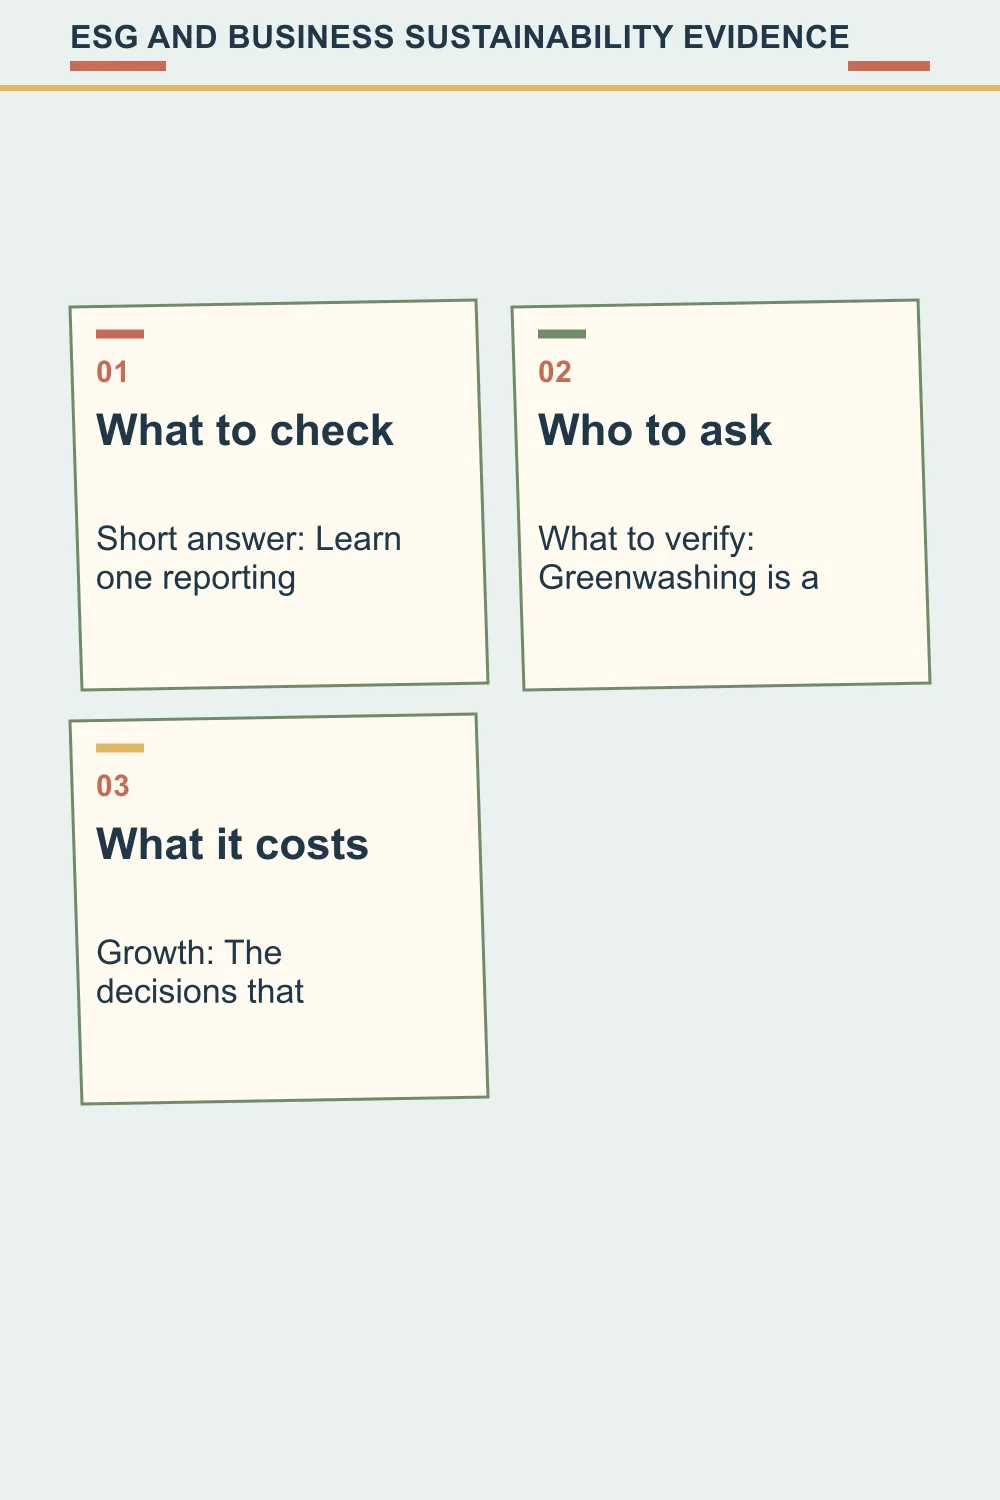 ESG AND BUSINESS SUSTAINABILITY EVIDENCE
01
What to check
Short answer: Learn
one reporting
02
Who to ask
What to verify:
Greenwashing is a
03
What it costs
Growth: The
decisions that